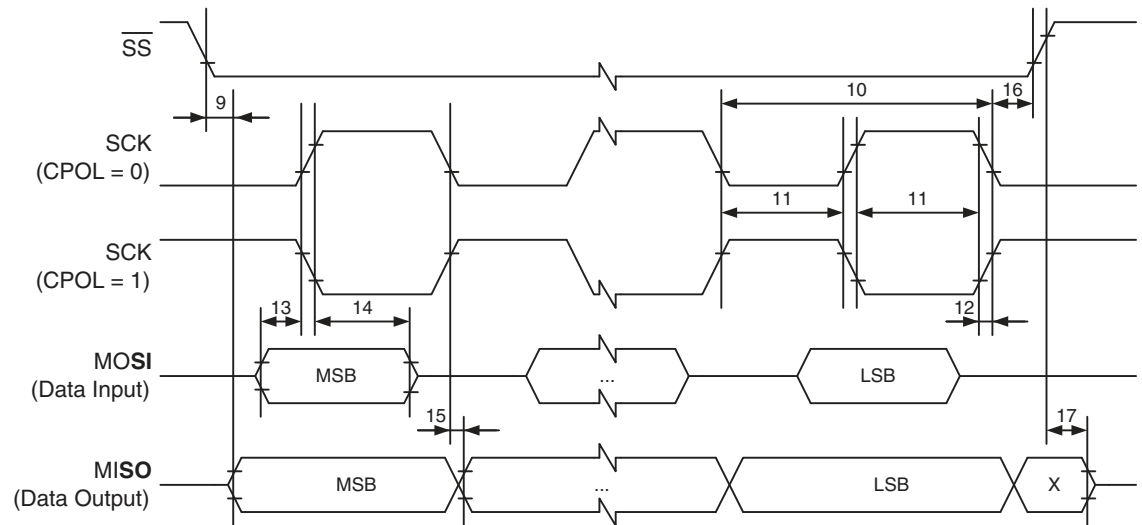 SS
9
10
16
SCK
(CPOL = 0)
11
11
SCK
(CPOL = 1)
13
14
12
MOSI
(Data Input)
MSB
...
LSB
15
17
MISO
(Data Output)
MSB
...
LSB
X